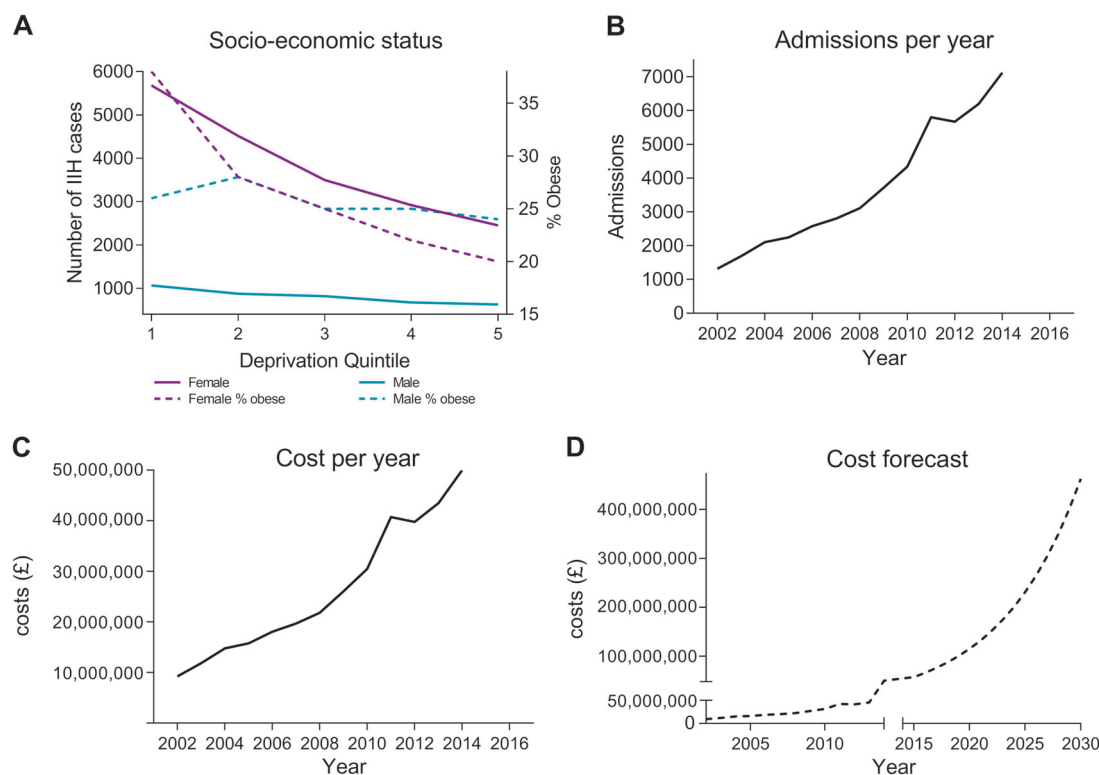 A
Socio-economic status
6000
5000
4000
3000
2000
1000
Number of IIH cases
35
30
25
20
15
% Obese
1 2 3 4 5
Deprivation Quintile
Female
Male
Female % obese
Male % obese
B
Admissions per year
7000
6000
5000
4000
3000
2000
1000
0
Admissions
2002 2004 2006 2008 2010 2012 2014 2016
Year
C
Cost per year
50,000,000
40,000,000
30,000,000
20,000,000
10,000,000
costs (£)
2002 2004 2006 2008 2010 2012 2014 2016
Year
D
Cost forecast
400,000,000
300,000,000
200,000,000
100,000,000
50,000,000
0
costs (£)
2005 2010 2015 2020 2025 2030
Year